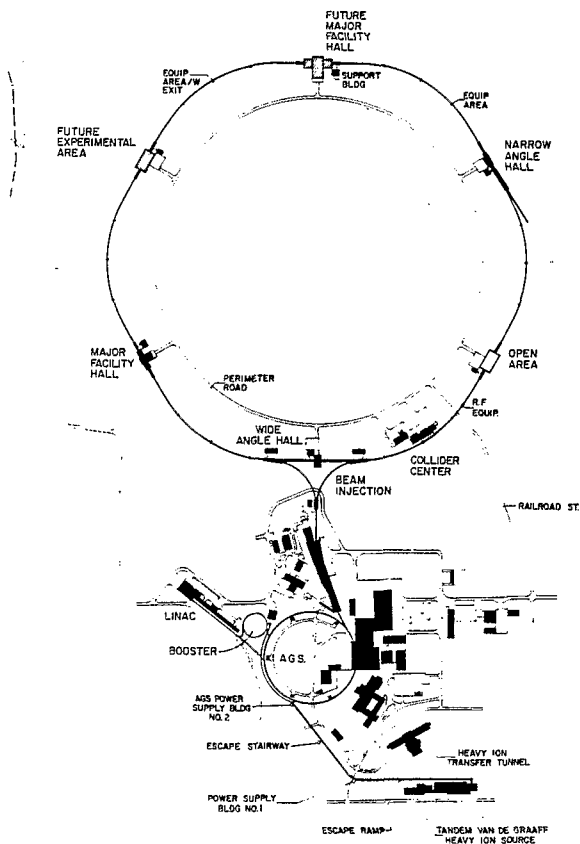 FUTURE
MAJOR
FACILITY
HALL
EQUIP
AREA/W
EXIT
SUPPORT
BLDG
EQUIP
AREA
FUTURE
EXPERIMENTAL
AREA
NARROW
ANGLE
HALL
MAJOR
FACILITY
HALL
OPEN
AREA
PERIMETER
ROAD
R.F
EQUIP.
WIDE
ANGLE HALL
COLLIDER
CENTER
BEAM
INJECTION
RAILROAD ST.
LINAC
BOOSTER
A.G.S.
AGS POWER
SUPPLY BLDG
NO.2
ESCAPE STAIRWAY
HEAVY ION
TRANSFER TUNNEL
POWER SUPPLY
BLDG NO.1
ESCAPE RAMP
TANDEM VAN DE GRAAFF
HEAVY ION SOURCE